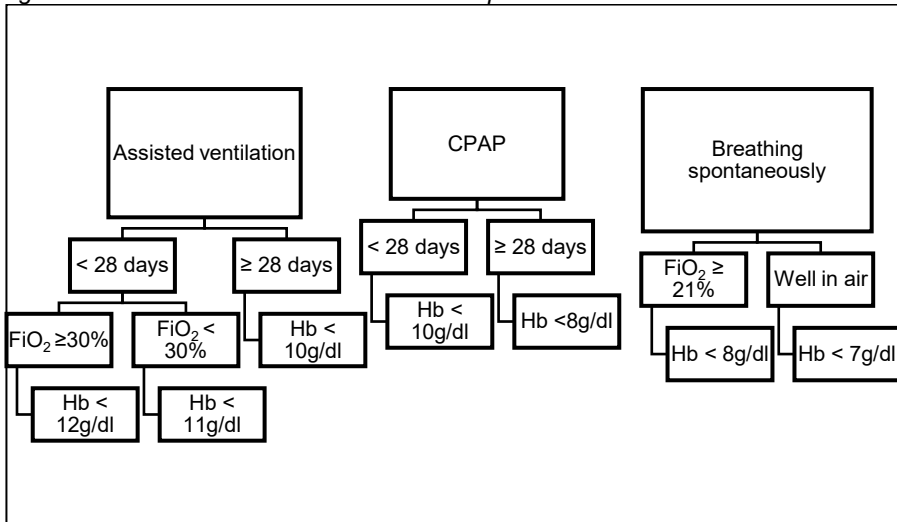 Assisted ventilation
CPAP
Breathing
spontaneously
< 28 days
≥ 28 days
< 28 days
≥ 28 days
FiO₂ ≥
21%
Well in air
FiO₂ ≥30%
FiO₂ <
30%
Hb <
10g/dl
Hb <
10g/dl
Hb <8g/dl
Hb < 8g/dl
Hb < 7g/dl
Hb <
12g/dl
Hb <
11g/dl